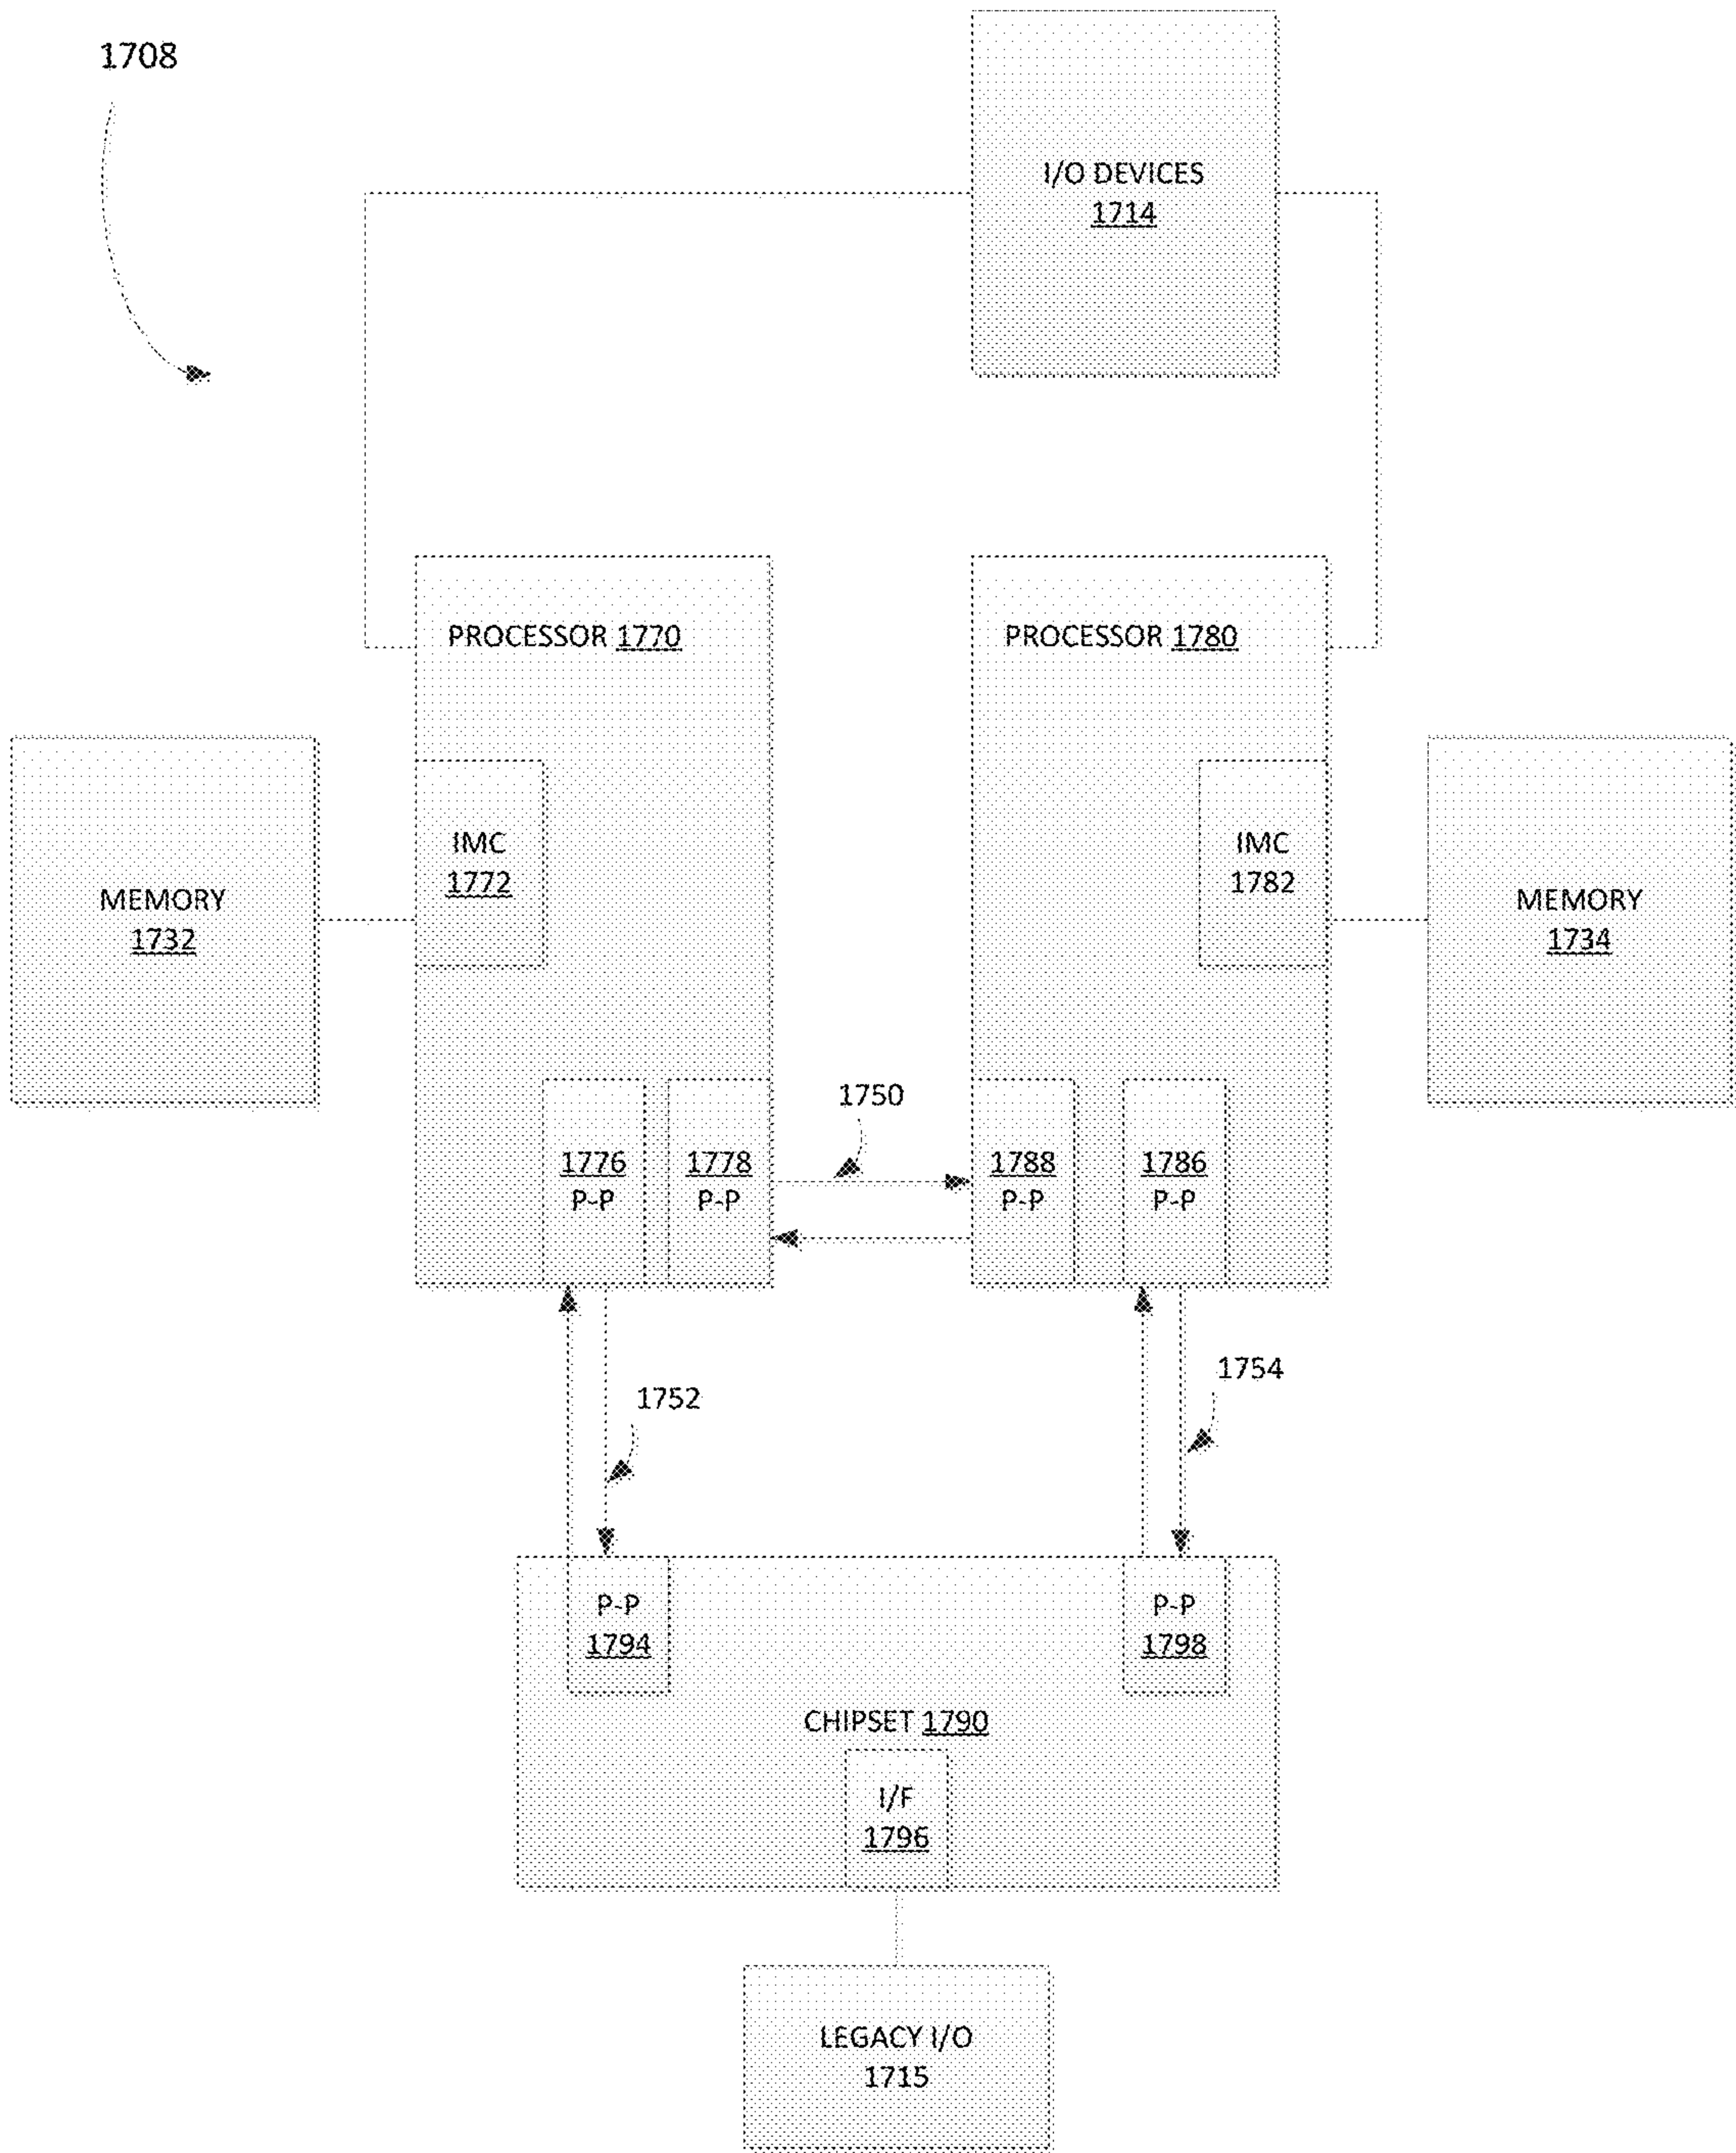 1708
I/O DEVICES
1714
PROCESSOR 1770
PROCESSOR 1780
IMC
1772
IMC
1782
MEMORY
1732
MEMORY
1734
1750
1776
P-P
1778
P-P
1788
P-P
1786
P-P
1752
1754
P-P
1794
P-P
1798
CHIPSET 1790
I/F
1796
LEGACY I/O
1715